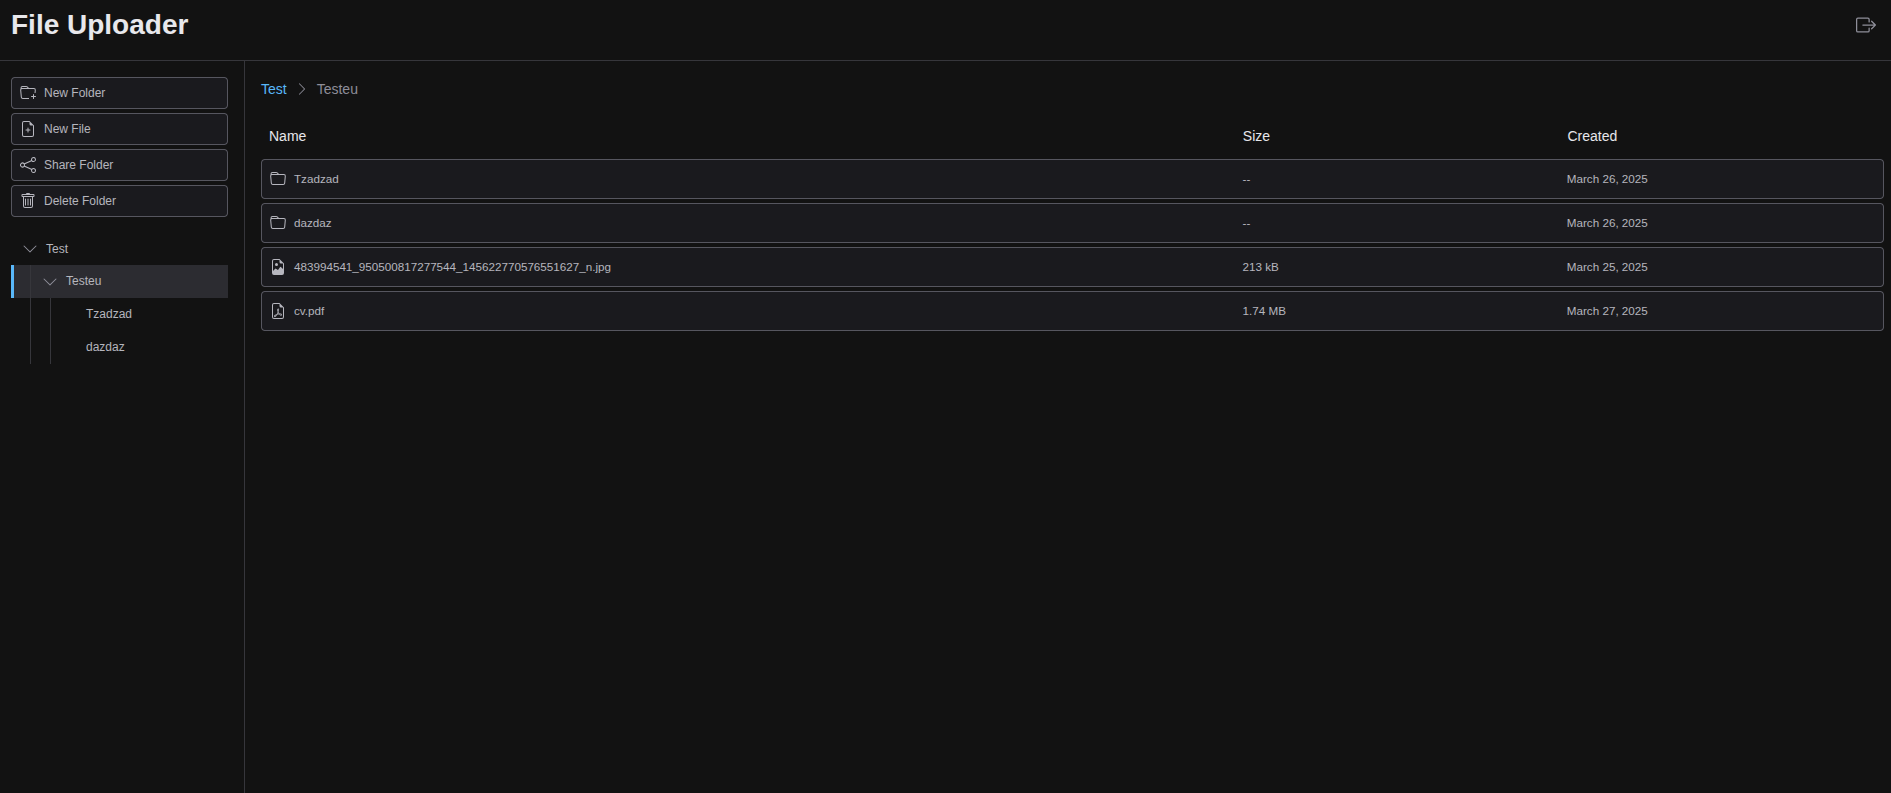 File Uploader
New Folder
New File
Share Folder
Delete Folder
Test
Testeu
Tzadzad
dazdaz
Test Testeu
Name Size Created
Tzadzad -- March 26, 2025
dazdaz -- March 26, 2025
483994541_950500817277544_145622770576551627_n.jpg 213 kB March 25, 2025
cv.pdf 1.74 MB March 27, 2025